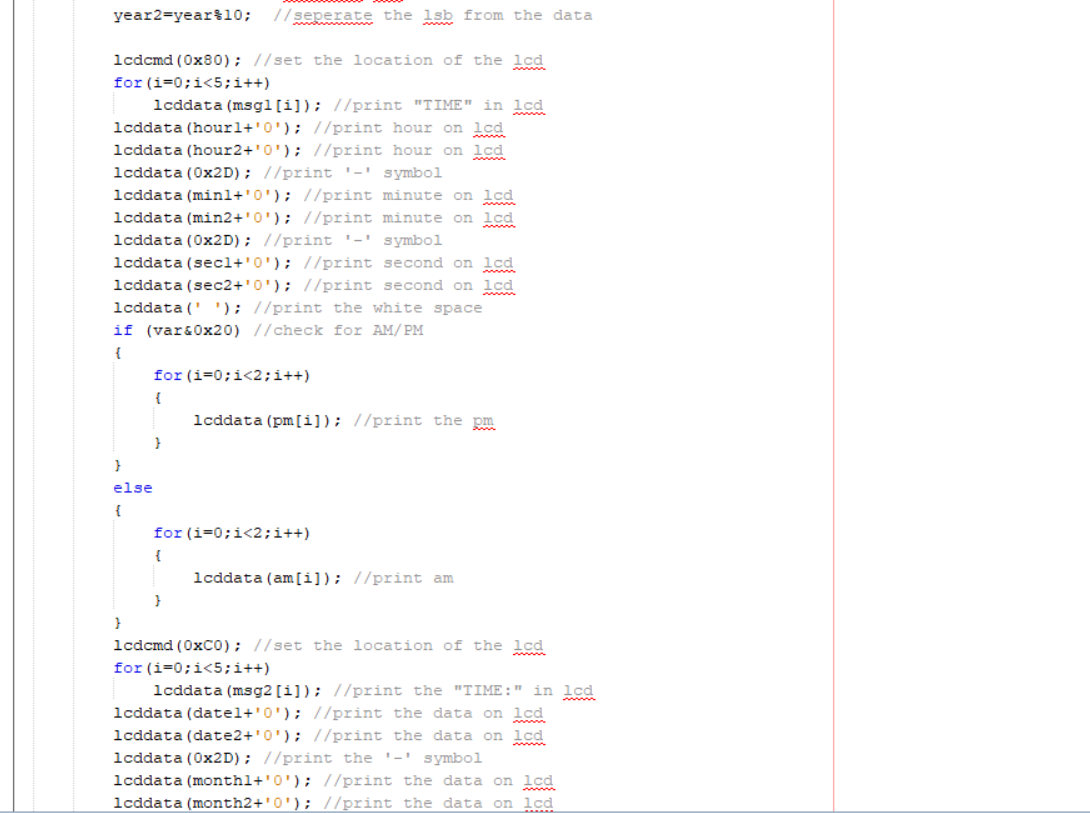 year2=year%10;  //seperate the lsb from the data
lcdcmd(0x80); //set the location of the lcd
for(i=0;i<5;i++)
lcddata(msg1[i]); //print "TIME" in lcd
lcddata(hour1+'0'); //print hour on lcd
lcddata(hour2+'0'); //print hour on lcd
lcddata(0x2D); //print '-' symbol
lcddata(min1+'0'); //print minute on lcd
lcddata(min2+'0'); //print minute on lcd
lcddata(0x2D); //print '-' symbol
lcddata(sec1+'0'); //print second on lcd
lcddata(sec2+'0'); //print second on lcd
lcddata(' '); //print the white space
if (var&0x20) //check for AM/PM
{
for(i=0;i<2;i++)
{
lcddata(pm[i]); //print the pm
}
}
else
{
for(i=0;i<2;i++)
{
lcddata(am[i]); //print am
}
}
lcdcmd(0xC0); //set the location of the lcd
for(i=0;i<5;i++)
lcddata(msg2[i]); //print the "TIME:" in lcd
lcddata(date1+'0'); //print the data on lcd
lcddata(date2+'0'); //print the data on lcd
lcddata(0x2D); //print the '-' symbol
lcddata(month1+'0'); //print the data on lcd
lcddata(month2+'0'); //print the data on lcd